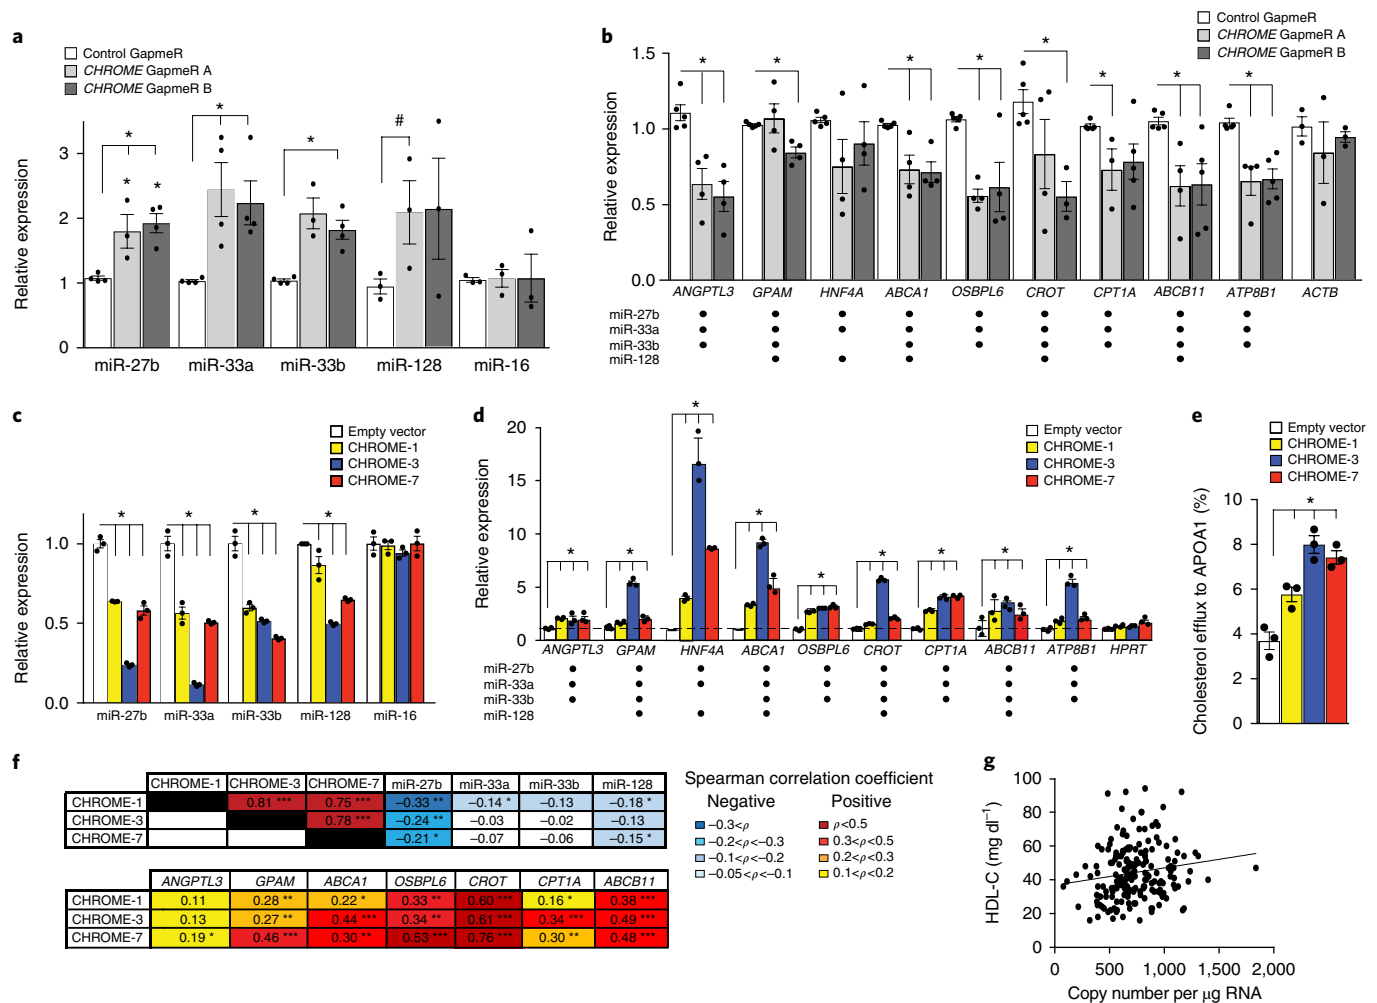 a
Control GapmeR
CHROME GapmeR A
CHROME GapmeR B
Relative expression
3
2
1
0
* * * * * #
miR-27b miR-33a miR-33b miR-128 miR-16
b
Control GapmeR
CHROME GapmeR A
CHROME GapmeR B
Relative expression
1.5
1.0
0.5
0.0
* * * * * * * *
ANGPTL3 GPAM HNF4A ABCA1 OSBPL6 CROT CPT1A ABCB11 ATP8B1 ACTB
miR-27b
miR-33a
miR-33b
miR-128
c
Empty vector
CHROME-1
CHROME-3
CHROME-7
Relative expression
1.0
0.5
0.0
* * * *
miR-27b miR-33a miR-33b miR-128 miR-16
d
Empty vector
CHROME-1
CHROME-3
CHROME-7
Relative expression
20
15
10
5
0
* * * * * * * * *
ANGPTL3 GPAM HNF4A ABCA1 OSBPL6 CROT CPT1A ABCB11 ATP8B1 HPRT
miR-27b
miR-33a
miR-33b
miR-128
e
Empty vector
CHROME-1
CHROME-3
CHROME-7
Cholesterol efflux to APOA1 (%)
10
8
6
4
2
0
*
f
CHROME-1 CHROME-3 CHROME-7 miR-27b miR-33a miR-33b miR-128
CHROME-1 0.81 *** 0.75 *** −0.33 ** −0.14 * −0.13 −0.18 *
CHROME-3 0.78 *** −0.24 ** −0.03 −0.02 −0.13
CHROME-7 −0.21 * −0.07 −0.06 −0.15 *
ANGPTL3 GPAM ABCA1 OSBPL6 CROT CPT1A ABCB11
CHROME-1 0.11 0.28 ** 0.22 * 0.33 ** 0.60 *** 0.16 * 0.38 ***
CHROME-3 0.13 0.27 ** 0.44 *** 0.34 ** 0.61 *** 0.34 *** 0.49 ***
CHROME-7 0.19 * 0.46 *** 0.30 ** 0.53 *** 0.76 *** 0.30 ** 0.48 ***
Spearman correlation coefficient
Negative Positive
−0.3<ρ ρ<0.5
−0.2<ρ<−0.3 0.3<ρ<0.5
−0.1<ρ<−0.2 0.2<ρ<0.3
−0.05<ρ<−0.1 0.1<ρ<0.2
g
HDL-C (mg dl⁻¹)
100
80
60
40
20
0
0 500 1,000 1,500 2,000
Copy number per μg RNA